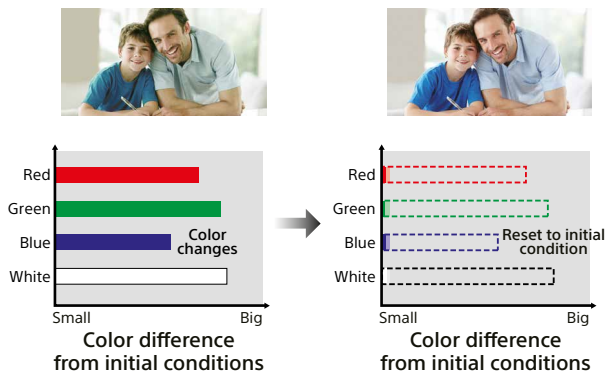 Red
Green
Blue
White
Color
changes
Small
Big
Color difference
from initial conditions
Red
Green
Blue
White
Reset to initial
condition
Small
Big
Color difference
from initial conditions